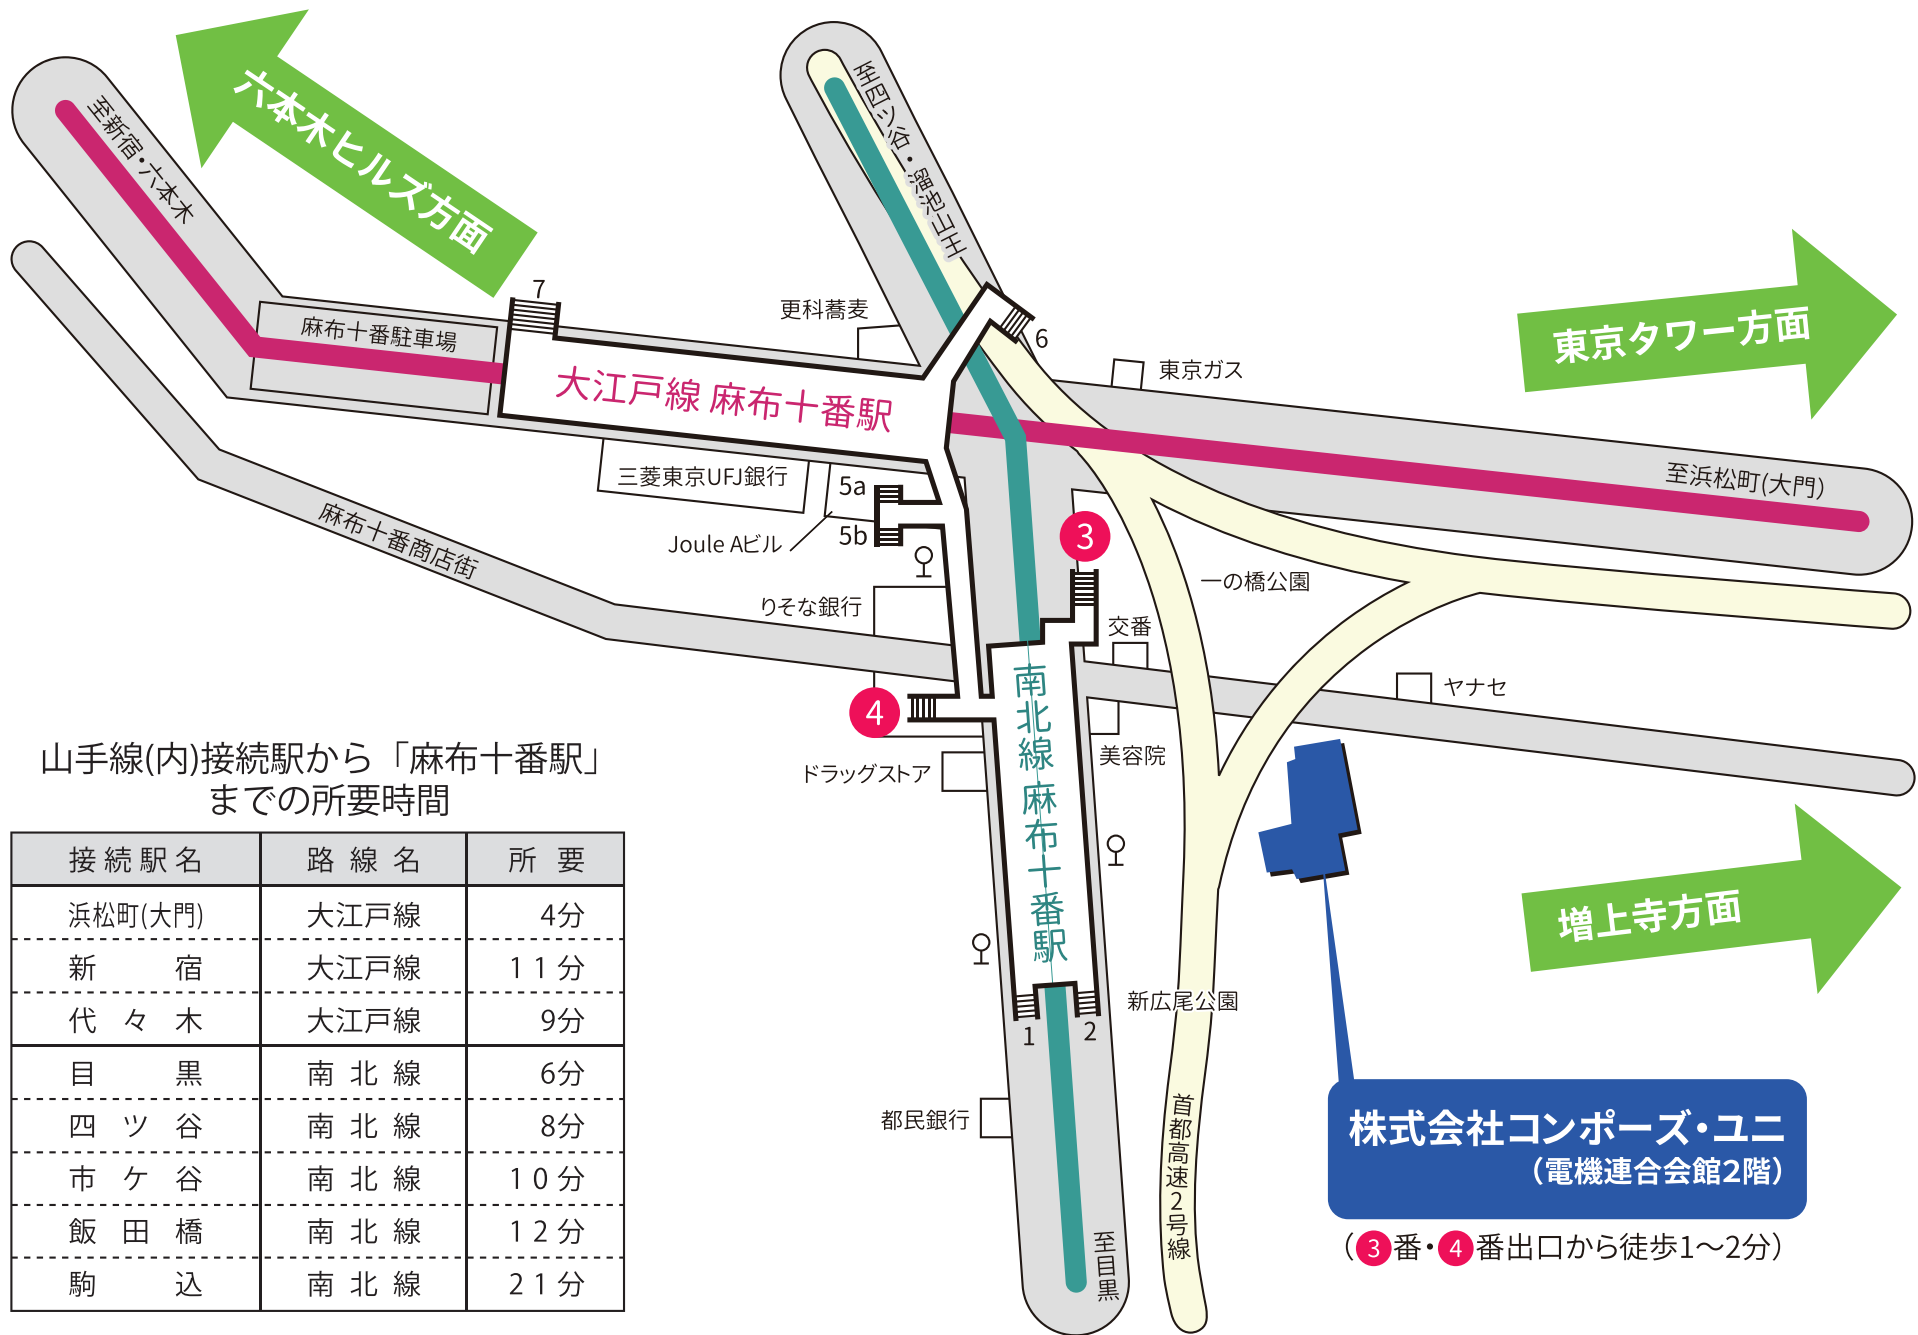 六本木ヒルズ方面
至新宿・六本木
至四ツ谷・溜池山王
7
6
麻布十番駐車場
更科蕎麦
東京ガス
東京タワー方面
大江戸線 麻布十番駅
三菱東京UFJ銀行
5a
5b
Joule Aビル
至浜松町(大門)
麻布十番商店街
3
一の橋公園
りそな銀行
交番
ヤナセ
4
南北線 麻布十番駅
美容院
ドラッグストア
増上寺方面
新広尾公園
1
2
都民銀行
首都高速2号線
至目黒
株式会社コンポーズ・ユニ
（電機連合会館2階）
（3番・4番出口から徒歩1〜2分）
山手線(内)接続駅から「麻布十番駅」
までの所要時間
接続駅名 路線名 所要
浜松町(大門) 大江戸線 4分
新宿 大江戸線 11分
代々木 大江戸線 9分
目黒 南北線 6分
四ツ谷 南北線 8分
市ケ谷 南北線 10分
飯田橋 南北線 12分
駒込 南北線 21分